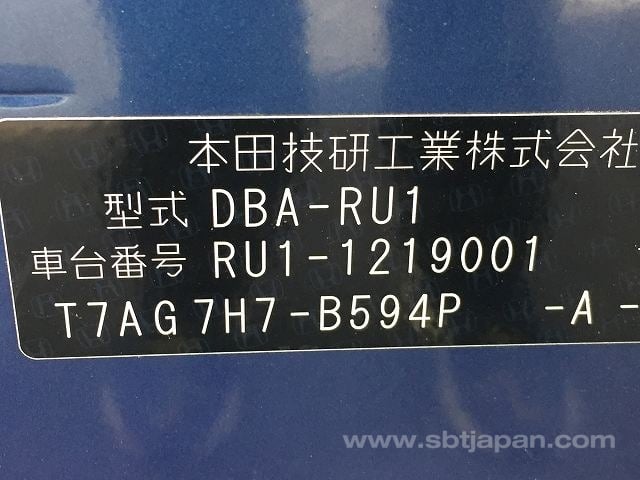 本田技研工業株式会社
型式 DBA-RU1
車台番号 RU1-1219001
T7AG7H7-B594P -A-
www.sbtjapan.com